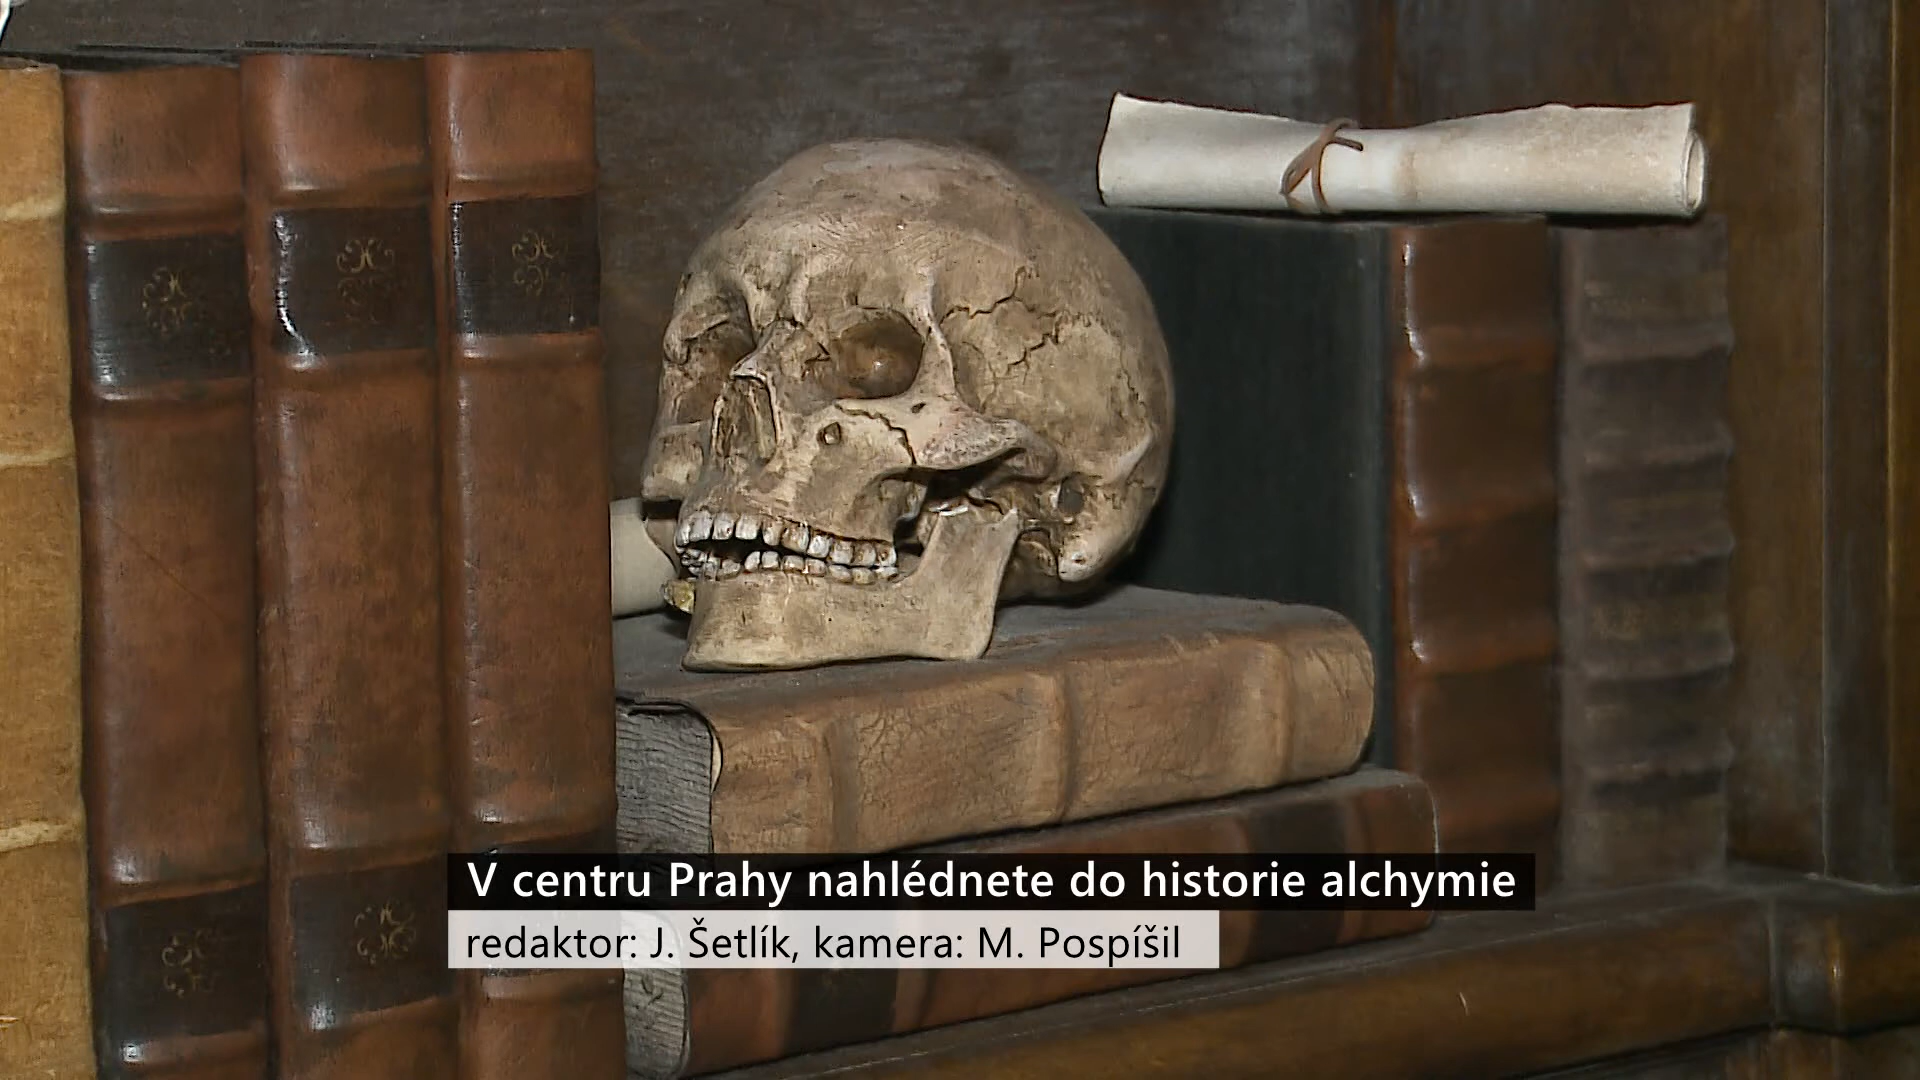 V centru Prahy nahlédnete do historie alchymie
redaktor: J. Šetlík, kamera: M. Pospíšil